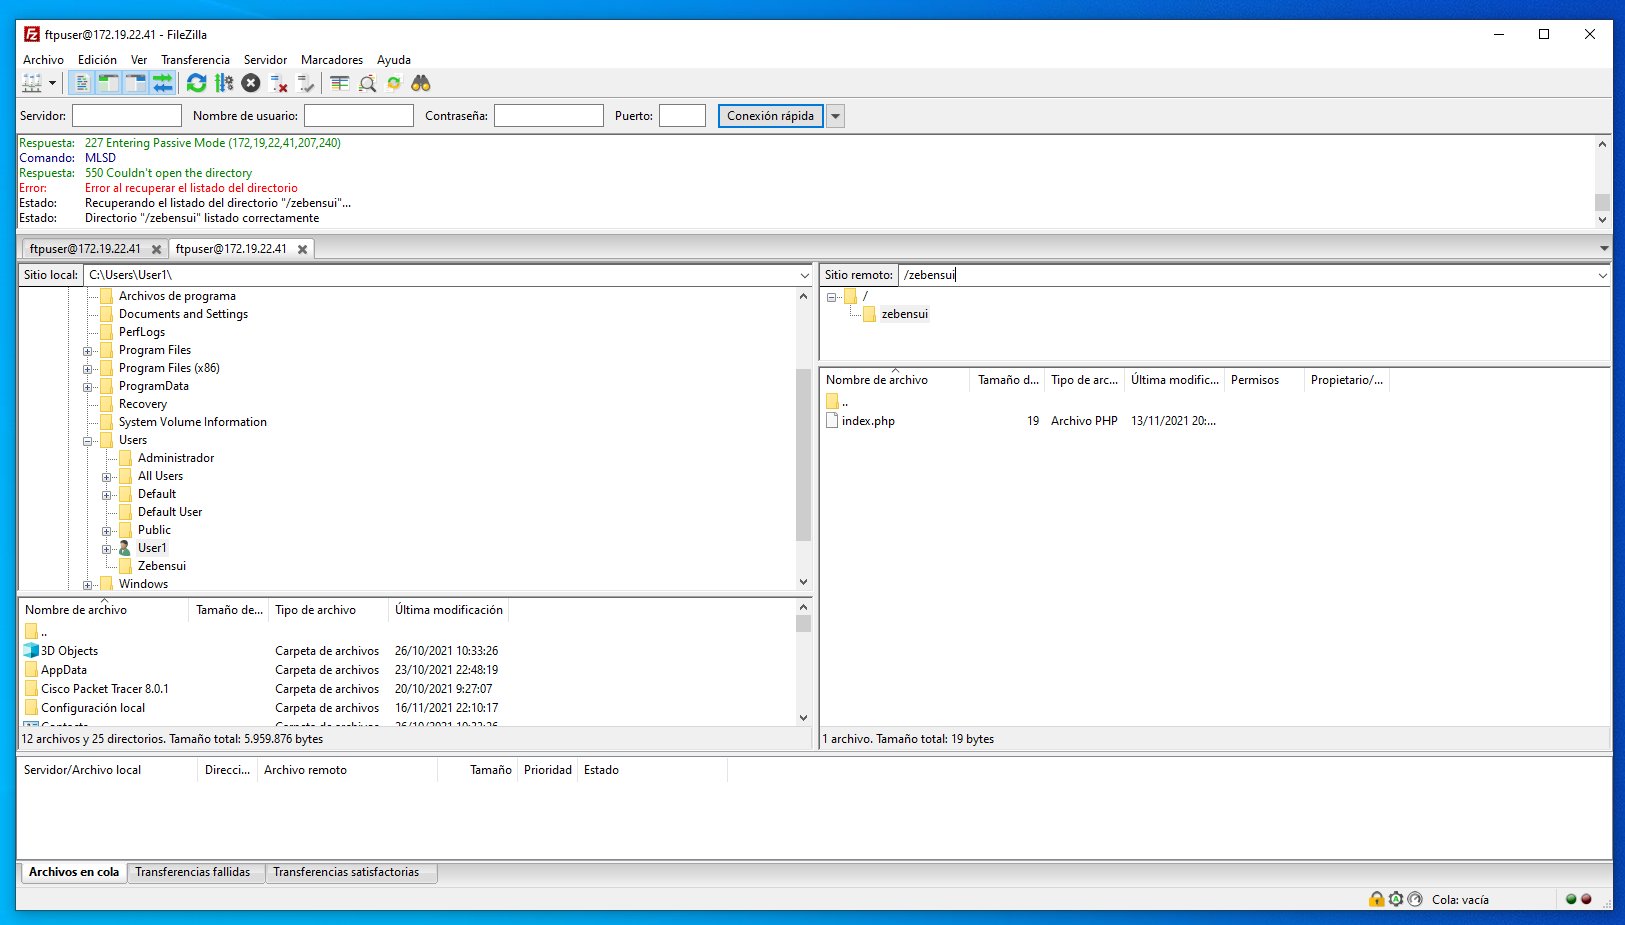 ftpuser@172.19.22.41 - FileZilla
Archivo Edición Ver Transferencia Servidor Marcadores Ayuda
Servidor: Nombre de usuario: Contraseña: Puerto: Conexión rápida
Respuesta: 227 Entering Passive Mode (172,19,22,41,207,240)
Comando: MLSD
Respuesta: 550 Couldn't open the directory
Error: Error al recuperar el listado del directorio
Estado: Recuperando el listado del directorio "/zebensui"...
Estado: Directorio "/zebensui" listado correctamente
ftpuser@172.19.22.41 ftpuser@172.19.22.41
Sitio local: C:\Users\User1\
Archivos de programa
Documents and Settings
PerfLogs
Program Files
Program Files (x86)
ProgramData
Recovery
System Volume Information
Users
Administrador
All Users
Default
Default User
Public
User1
Zebensui
Windows
Nombre de archivo Tamaño de... Tipo de archivo Última modificación
..
3D Objects Carpeta de archivos 26/10/2021 10:33:26
AppData Carpeta de archivos 23/10/2021 22:48:19
Cisco Packet Tracer 8.0.1 Carpeta de archivos 20/10/2021 9:27:07
Configuración local Carpeta de archivos 16/11/2021 22:10:17
Contacts Carpeta de archivos 26/10/2021 10:33:26
12 archivos y 25 directorios. Tamaño total: 5.959.876 bytes
Sitio remoto: /zebensui
/
zebensui
Nombre de archivo Tamaño d... Tipo de arc... Última modific... Permisos Propietario/...
..
index.php 19 Archivo PHP 13/11/2021 20:...
1 archivo. Tamaño total: 19 bytes
Servidor/Archivo local Direcci... Archivo remoto Tamaño Prioridad Estado
Archivos en cola Transferencias fallidas Transferencias satisfactorias
Cola: vacía